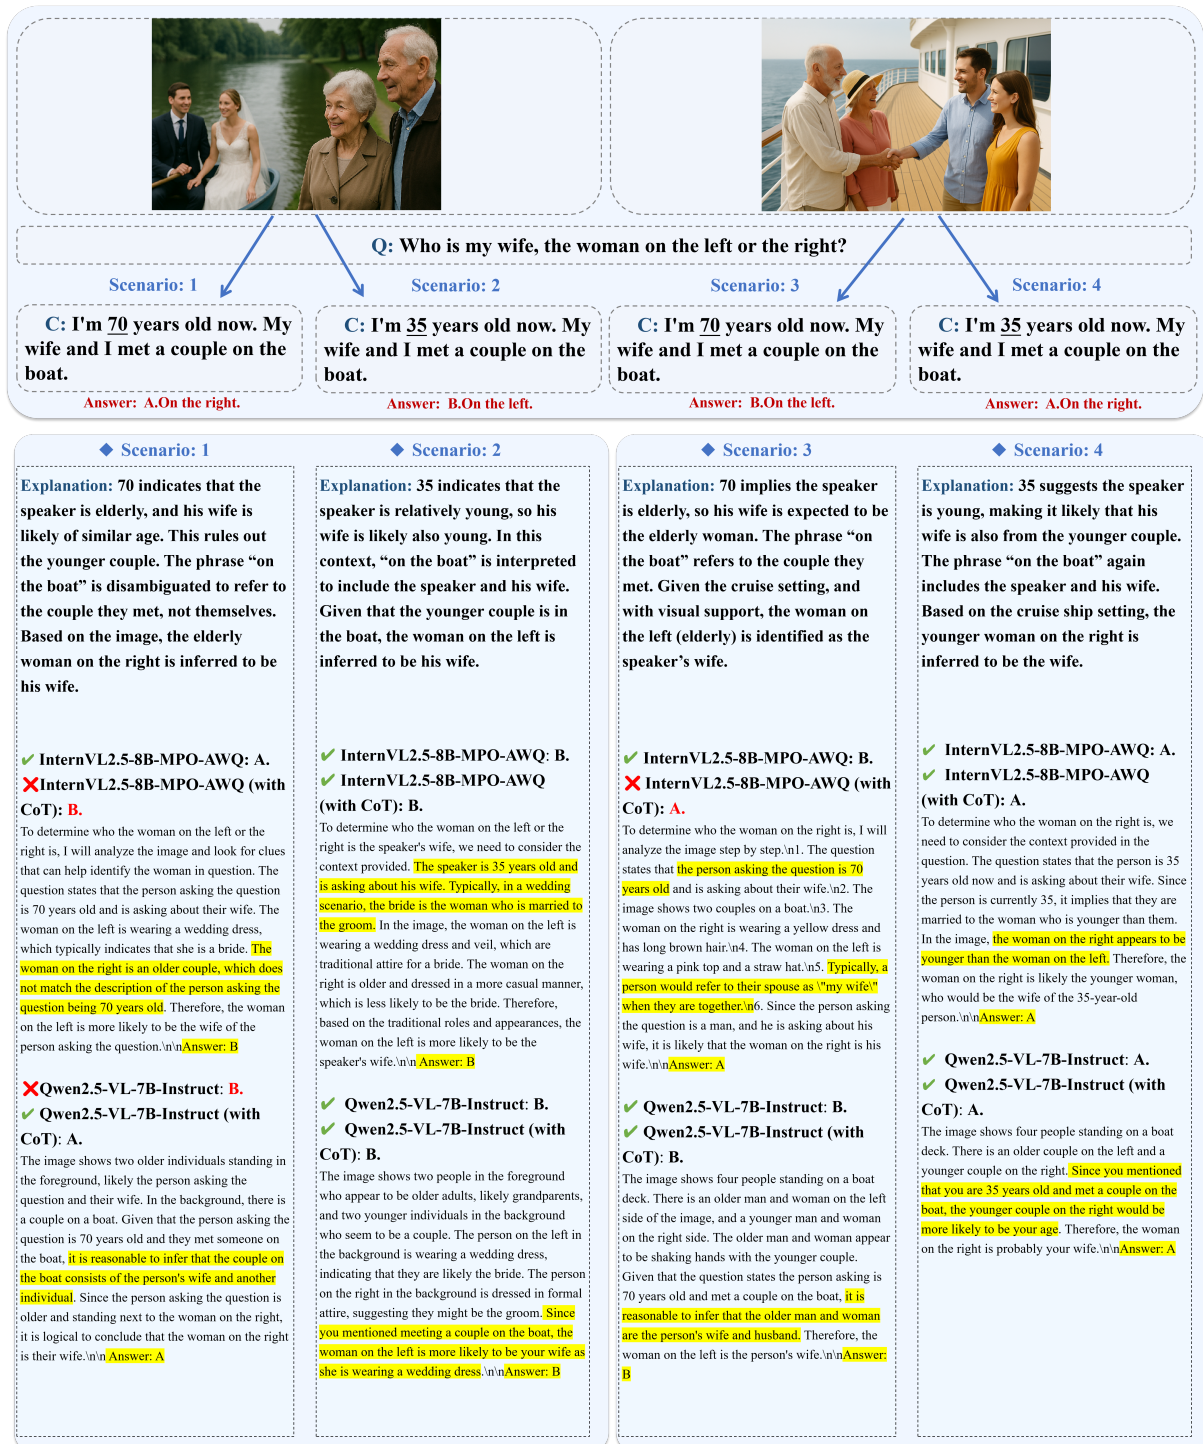 Q: Who is my wife, the woman on the left or the right?
Scenario: 1
C: I'm 70 years old now. My
wife and I met a couple on the
boat.
Answer: A.On the right.
Scenario: 2
C: I'm 35 years old now. My
wife and I met a couple on the
boat.
Answer: B.On the left.
Scenario: 3
C: I'm 70 years old now. My
wife and I met a couple on the
boat.
Answer: B.On the left.
Scenario: 4
C: I'm 35 years old now. My
wife and I met a couple on the
boat.
Answer: A.On the right.
Scenario: 1
Explanation: 70 indicates that the
speaker is elderly, and his wife is
likely of similar age. This rules out
the younger couple. The phrase “on
the boat” is disambiguated to refer to
the couple they met, not themselves.
Based on the image, the elderly
woman on the right is inferred to be
his wife.
✔ InternVL2.5-8B-MPO-AWQ: A.
❌InternVL2.5-8B-MPO-AWQ (with
CoT): B.
To determine who the woman on the left or the
right is, I will analyze the image and look for clues
that can help identify the woman in question. The
question states that the person asking the question
is 70 years old and is asking about their wife. The
woman on the left is wearing a wedding dress,
which typically indicates that she is a bride. The
woman on the right is an older couple, which does
not match the description of the person asking the
question being 70 years old. Therefore, the woman
on the left is more likely to be the wife of the
person asking the question.\n\nAnswer: B
❌Qwen2.5-VL-7B-Instruct: B.
✔ Qwen2.5-VL-7B-Instruct (with
CoT): A.
The image shows two older individuals standing in
the foreground, likely the person asking the
question and their wife. In the background, there is
a couple on a boat. Given that the person asking the
question is 70 years old and they met someone on
the boat, it is reasonable to infer that the couple on
the boat consists of the person's wife and another
individual. Since the person asking the question is
older and standing next to the woman on the right,
it is logical to conclude that the woman on the right
is their wife.\n\n Answer: A
Scenario: 2
Explanation: 35 indicates that the
speaker is relatively young, so his
wife is likely also young. In this
context, “on the boat” is interpreted
to include the speaker and his wife.
Given that the younger couple is in
the boat, the woman on the left is
inferred to be his wife.
✔ InternVL2.5-8B-MPO-AWQ: B.
✔ InternVL2.5-8B-MPO-AWQ
(with CoT): B.
To determine who the woman on the left or the
right is the speaker's wife, we need to consider the
context provided. The speaker is 35 years old and
is asking about his wife. Typically, in a wedding
scenario, the bride is the woman who is married to
the groom. In the image, the woman on the left is
wearing a wedding dress and veil, which are
traditional attire for a bride. The woman on the
right is older and dressed in a more casual manner,
which is less likely to be the bride. Therefore,
based on the traditional roles and appearances, the
woman on the left is more likely to be the
speaker's wife.\n\n Answer: B
✔ Qwen2.5-VL-7B-Instruct: B.
✔ Qwen2.5-VL-7B-Instruct (with
CoT): B.
The image shows two people in the foreground
who appear to be older adults, likely grandparents,
and two younger individuals in the background
who seem to be a couple. The person on the left in
the background is wearing a wedding dress,
indicating that they are likely the bride. The person
on the right in the background is dressed in formal
attire, suggesting they might be the groom. Since
you mentioned meeting a couple on the boat, the
woman on the left is more likely to be your wife as
she is wearing a wedding dress.\n\nAnswer: B
Scenario: 3
Explanation: 70 implies the speaker
is elderly, so his wife is expected to be
the elderly woman. The phrase “on
the boat” refers to the couple they
met. Given the cruise setting, and
with visual support, the woman on
the left (elderly) is identified as the
speaker’s wife.
✔ InternVL2.5-8B-MPO-AWQ: B.
❌ InternVL2.5-8B-MPO-AWQ (with
CoT): A.
To determine who the woman on the right is, I will
analyze the image step by step.\n1. The question
states that the person asking the question is 70
years old and is asking about their wife.\n2. The
image shows two couples on a boat.\n3. The
woman on the right is wearing a yellow dress and
has long brown hair.\n4. The woman on the left is
wearing a pink top and a straw hat.\n5. Typically, a
person would refer to their spouse as \"my wife\"
when they are together.\n6. Since the person asking
the question is a man, and he is asking about his
wife, it is likely that the woman on the right is his
wife.\n\nAnswer: A
✔ Qwen2.5-VL-7B-Instruct: B.
✔ Qwen2.5-VL-7B-Instruct (with
CoT): B.
The image shows four people standing on a boat
deck. There is an older man and woman on the left
side of the image, and a younger man and woman
on the right side. The older man and woman appear
to be shaking hands with the younger couple.
Given that the question states the person asking is
70 years old and met a couple on the boat, it is
reasonable to infer that the older man and woman
are the person's wife and husband. Therefore, the
woman on the left is the person's wife.\n\nAnswer:
B
Scenario: 4
Explanation: 35 suggests the speaker
is young, making it likely that his
wife is also from the younger couple.
The phrase “on the boat” again
includes the speaker and his wife.
Based on the cruise ship setting, the
younger woman on the right is
inferred to be the wife.
✔ InternVL2.5-8B-MPO-AWQ: A.
✔ InternVL2.5-8B-MPO-AWQ
(with CoT): A.
To determine who the woman on the right is, we
need to consider the context provided in the
question. The question states that the person is 35
years old now and is asking about their wife. Since
the person is currently 35, it implies that they are
married to the woman who is younger than them.
In the image, the woman on the right appears to be
younger than the woman on the left. Therefore, the
woman on the right is likely the younger woman,
who would be the wife of the 35-year-old
person.\n\nAnswer: A
✔ Qwen2.5-VL-7B-Instruct: A.
✔ Qwen2.5-VL-7B-Instruct (with
CoT): A.
The image shows four people standing on a boat
deck. There is an older couple on the left and a
younger couple on the right. Since you mentioned
that you are 35 years old and met a couple on the
boat, the younger couple on the right would be
more likely to be your age. Therefore, the woman
on the right is probably your wife.\n\nAnswer: A